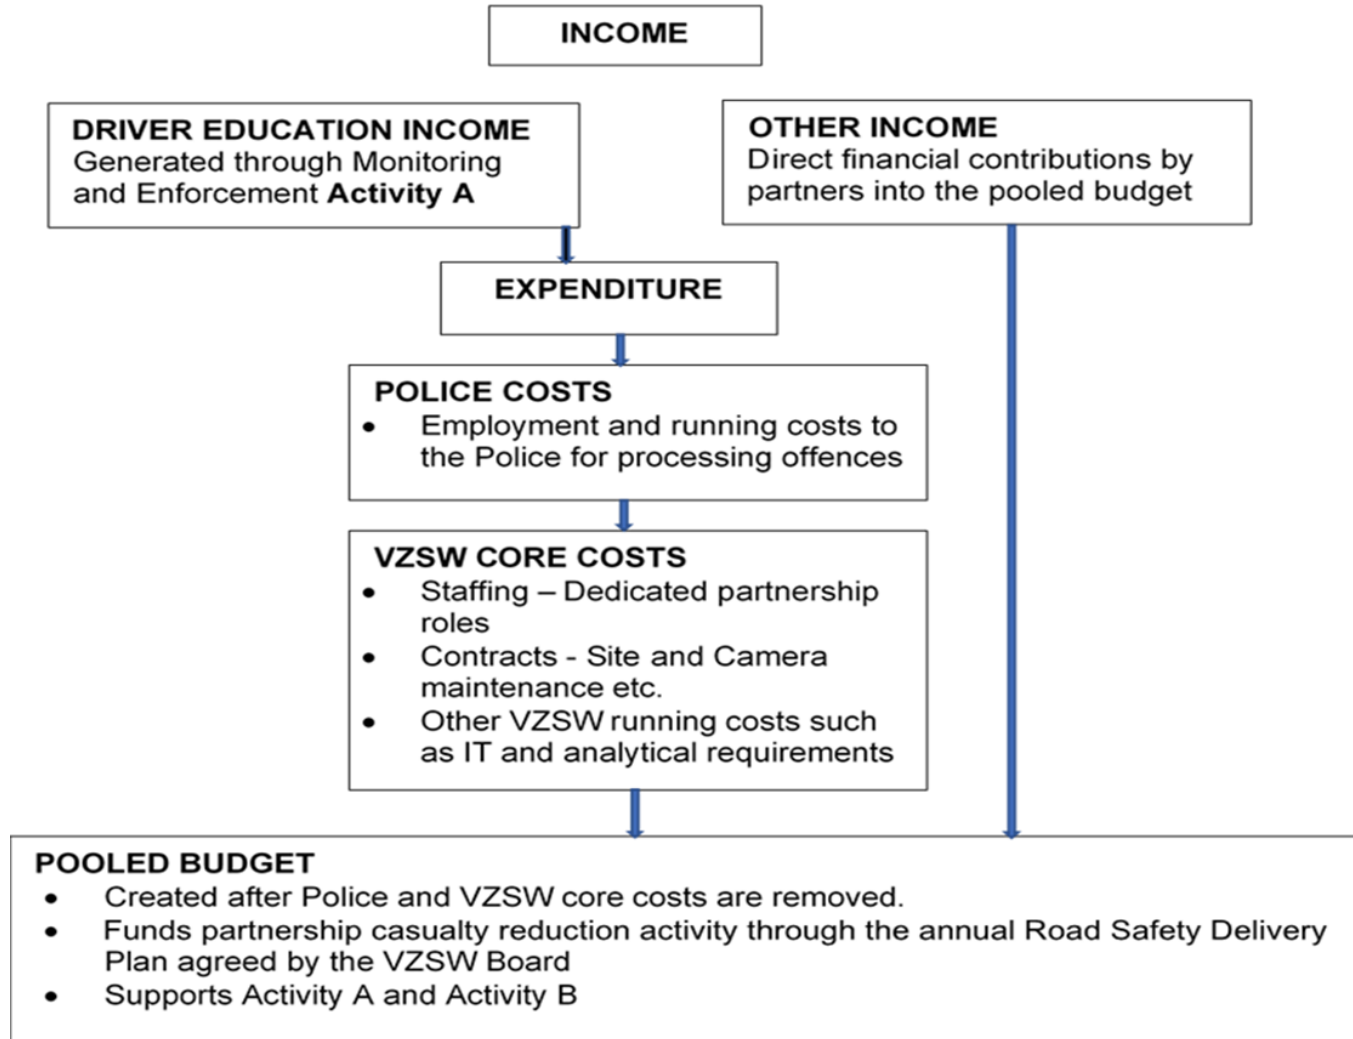 INCOME
DRIVER EDUCATION INCOME
Generated through Monitoring
and Enforcement Activity A
OTHER INCOME
Direct financial contributions by
partners into the pooled budget
EXPENDITURE
POLICE COSTS
• Employment and running costs to
the Police for processing offences
VZSW CORE COSTS
• Staffing – Dedicated partnership
roles
• Contracts - Site and Camera
maintenance etc.
• Other VZSW running costs such
as IT and analytical requirements
POOLED BUDGET
• Created after Police and VZSW core costs are removed.
• Funds partnership casualty reduction activity through the annual Road Safety Delivery
Plan agreed by the VZSW Board
• Supports Activity A and Activity B